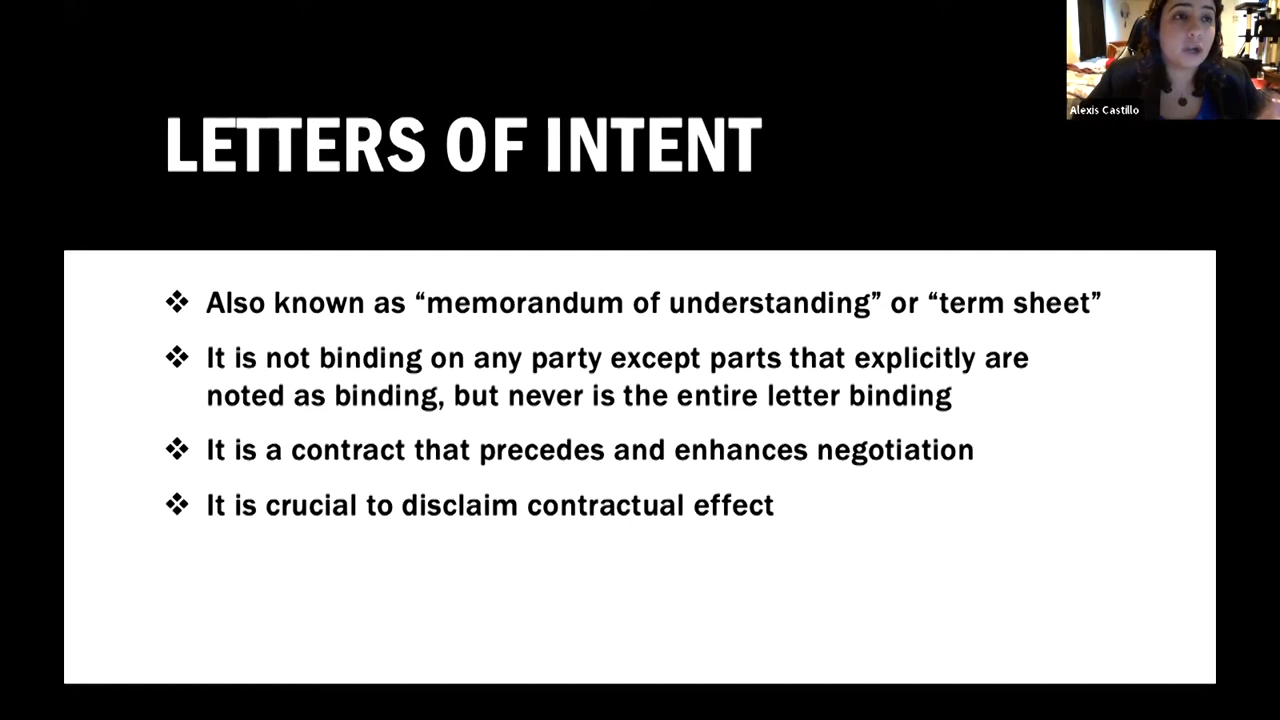 Alexis Castillo
LETTERS OF INTENT
❖ Also known as “memorandum of understanding” or “term sheet”
❖ It is not binding on any party except parts that explicitly are
noted as binding, but never is the entire letter binding
❖ It is a contract that precedes and enhances negotiation
❖ It is crucial to disclaim contractual effect